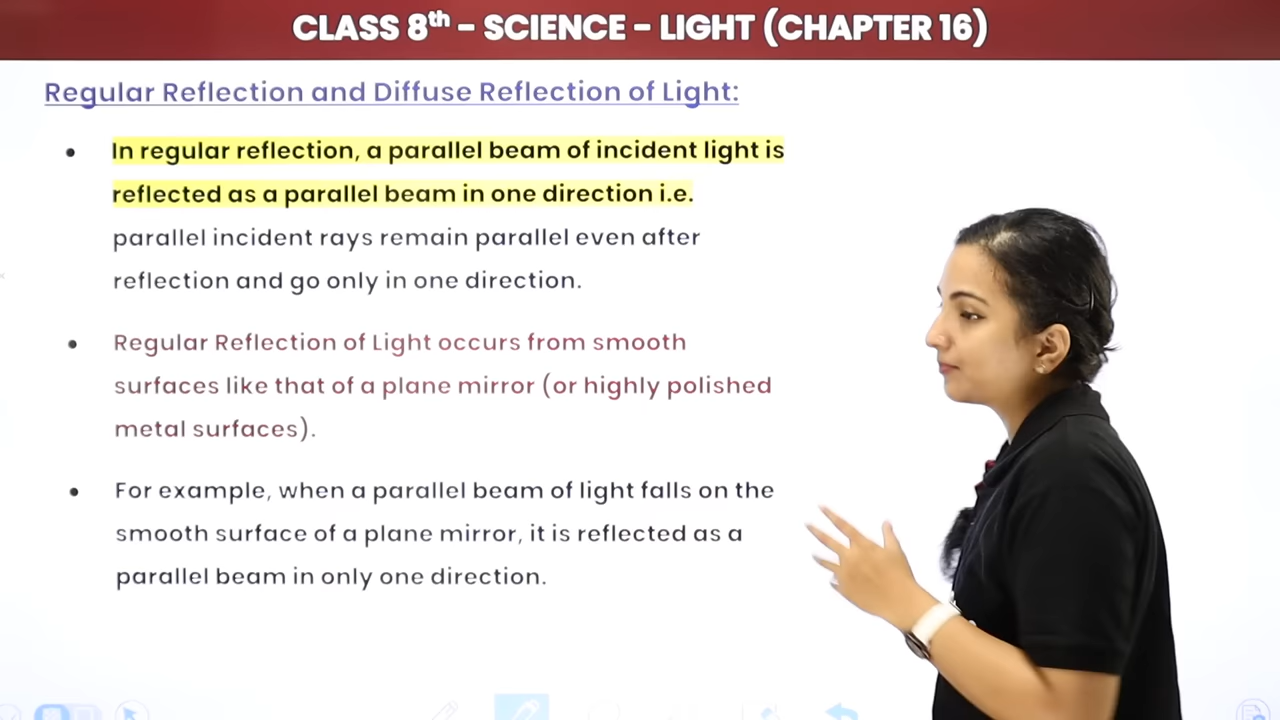 CLASS 8th – SCIENCE – LIGHT (CHAPTER 16)
Regular Reflection and Diffuse Reflection of Light:
• In regular reflection, a parallel beam of incident light is
reflected as a parallel beam in one direction i.e.
parallel incident rays remain parallel even after
reflection and go only in one direction.
• Regular Reflection of Light occurs from smooth
surfaces like that of a plane mirror (or highly polished
metal surfaces).
• For example, when a parallel beam of light falls on the
smooth surface of a plane mirror, it is reflected as a
parallel beam in only one direction.